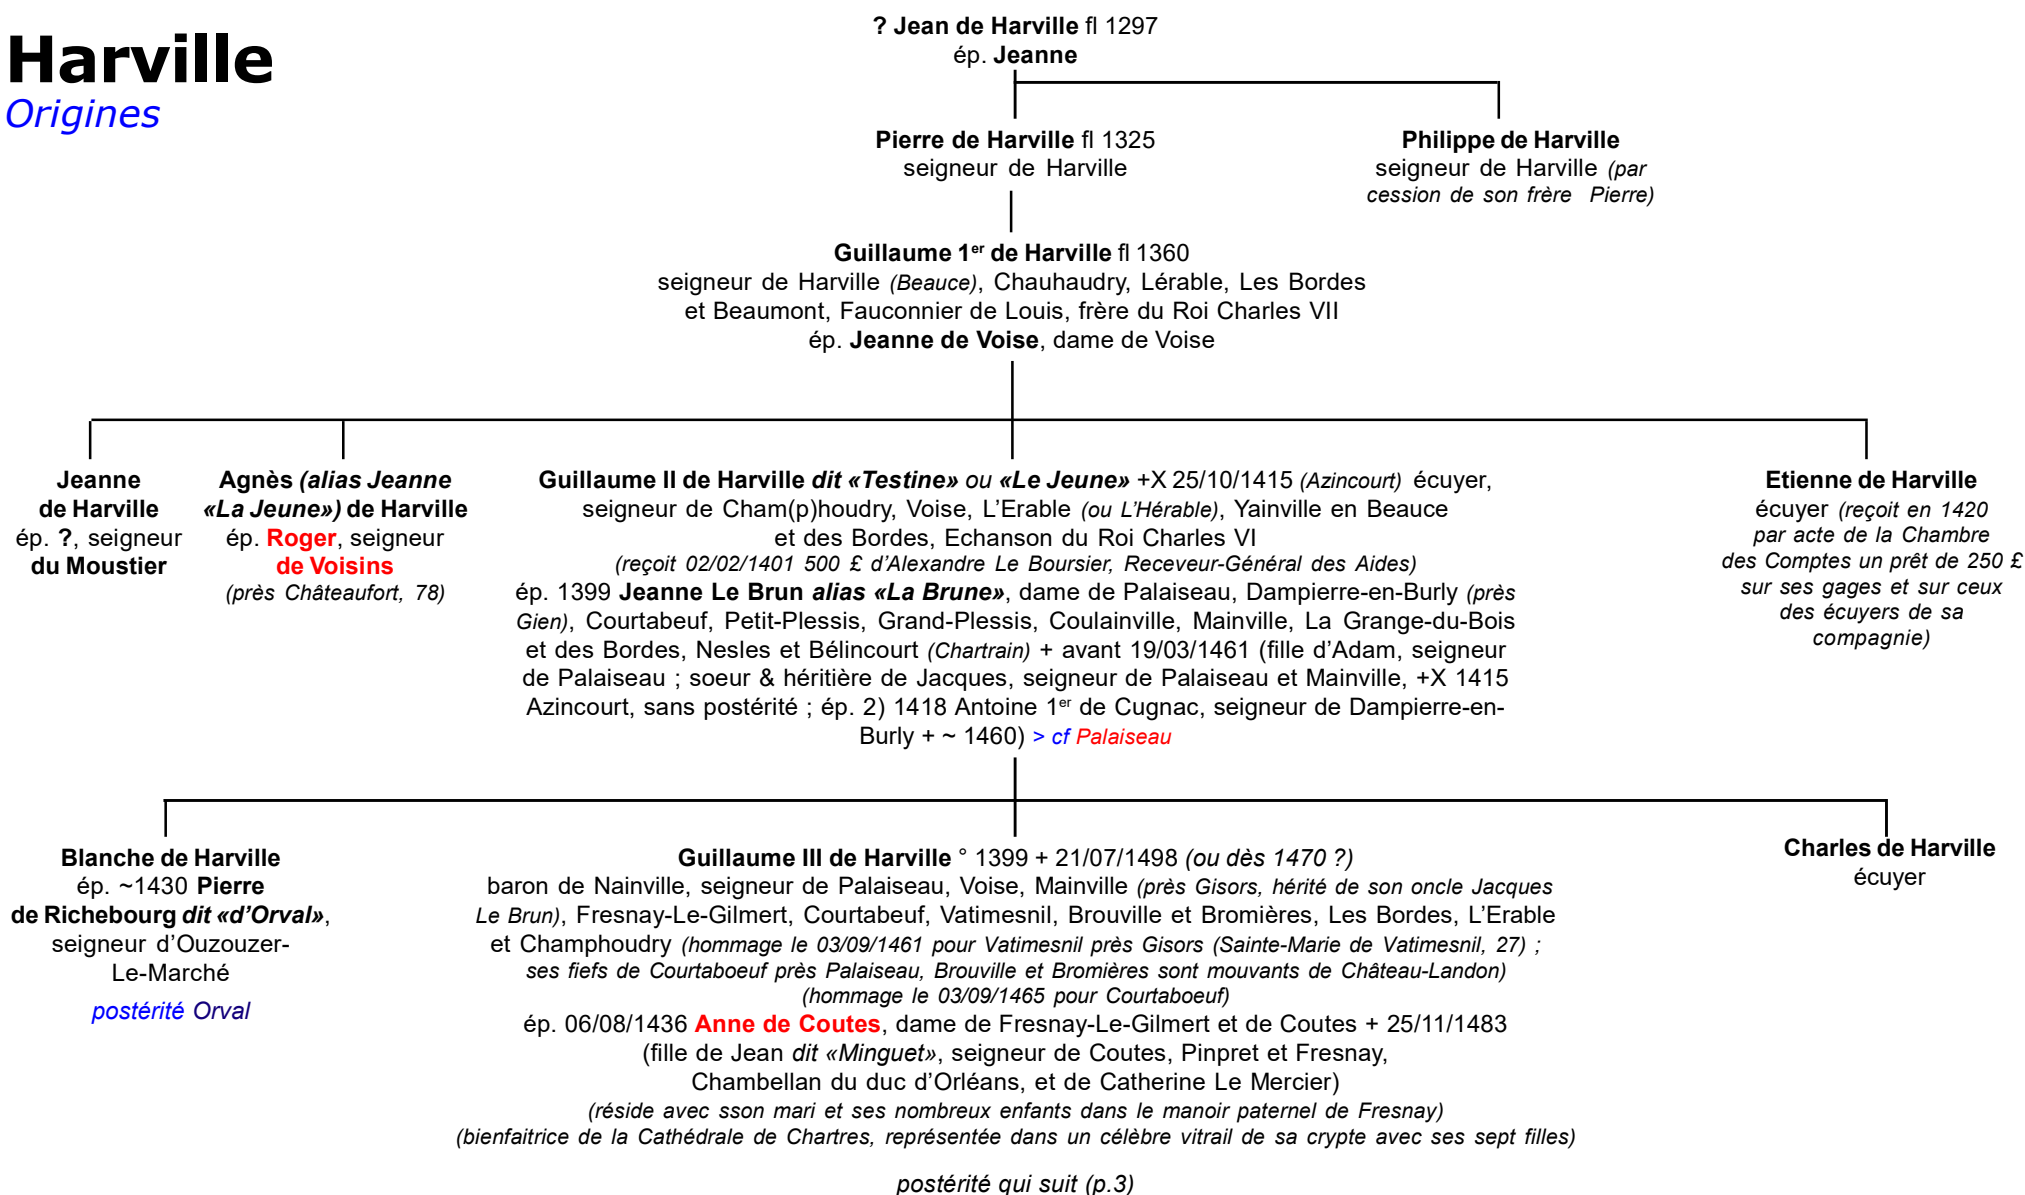 Harville
Origines
? Jean de Harville fl 1297
ép. Jeanne
Pierre de Harville fl 1325
seigneur de Harville
Philippe de Harville
seigneur de Harville (par
cession de son frère Pierre)
Guillaume 1er de Harville fl 1360
seigneur de Harville (Beauce), Chauhaudry, Lérable, Les Bordes
et Beaumont, Fauconnier de Louis, frère du Roi Charles VII
ép. Jeanne de Voise, dame de Voise
Jeanne
de Harville
ép. ?, seigneur
du Moustier
Agnès (alias Jeanne
«La Jeune») de Harville
ép. Roger, seigneur
de Voisins
(près Châteaufort, 78)
Guillaume II de Harville dit «Testine» ou «Le Jeune» +X 25/10/1415 (Azincourt) écuyer,
seigneur de Cham(p)houdry, Voise, L'Erable (ou L'Hérable), Yainville en Beauce
et des Bordes, Echanson du Roi Charles VI
(reçoit 02/02/1401 500 £ d'Alexandre Le Boursier, Receveur-Général des Aides)
ép. 1399 Jeanne Le Brun alias «La Brune», dame de Palaiseau, Dampierre-en-Burly (près
Gien), Courtabeuf, Petit-Plessis, Grand-Plessis, Coulainville, Mainville, La Grange-du-Bois
et des Bordes, Nesles et Bélincourt (Chartrain) + avant 19/03/1461 (fille d'Adam, seigneur
de Palaiseau ; soeur & héritière de Jacques, seigneur de Palaiseau et Mainville, +X 1415
Azincourt, sans postérité ; ép. 2) 1418 Antoine 1er de Cugnac, seigneur de Dampierre-en-
Burly + ~ 1460) > cf Palaiseau
Etienne de Harville
écuyer (reçoit en 1420
par acte de la Chambre
des Comptes un prêt de 250 £
sur ses gages et sur ceux
des écuyers de sa
compagnie)
Blanche de Harville
ép. ~1430 Pierre
de Richebourg dit «d'Orval»,
seigneur d'Ouzouzer-
Le-Marché
postérité Orval
Guillaume III de Harville ° 1399 + 21/07/1498 (ou dès 1470 ?)
baron de Nainville, seigneur de Palaiseau, Voise, Mainville (près Gisors, hérité de son oncle Jacques
Le Brun), Fresnay-Le-Gilmert, Courtabeuf, Vatimesnil, Brouville et Bromières, Les Bordes, L'Erable
et Champhoudry (hommage le 03/09/1461 pour Vatimesnil près Gisors (Sainte-Marie de Vatimesnil, 27) ;
ses fiefs de Courtaboeuf près Palaiseau, Brouville et Bromières sont mouvants de Château-Landon)
(hommage le 03/09/1465 pour Courtaboeuf)
ép. 06/08/1436 Anne de Coutes, dame de Fresnay-Le-Gilmert et de Coutes + 25/11/1483
(fille de Jean dit «Minguet», seigneur de Coutes, Pinpret et Fresnay,
Chambellan du duc d'Orléans, et de Catherine Le Mercier)
(réside avec sson mari et ses nombreux enfants dans le manoir paternel de Fresnay)
(bienfaitrice de la Cathédrale de Chartres, représentée dans un célèbre vitrail de sa crypte avec ses sept filles)
postérité qui suit (p.3)
Charles de Harville
écuyer